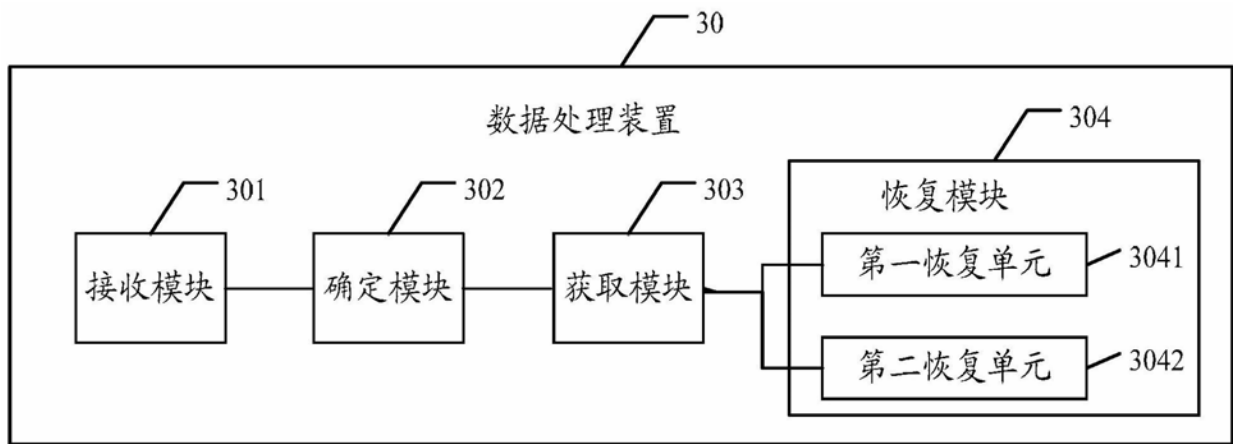 30
数据处理装置
304
301
302
303
恢复模块
接收模块
确定模块
获取模块
第一恢复单元
3041
第二恢复单元
3042